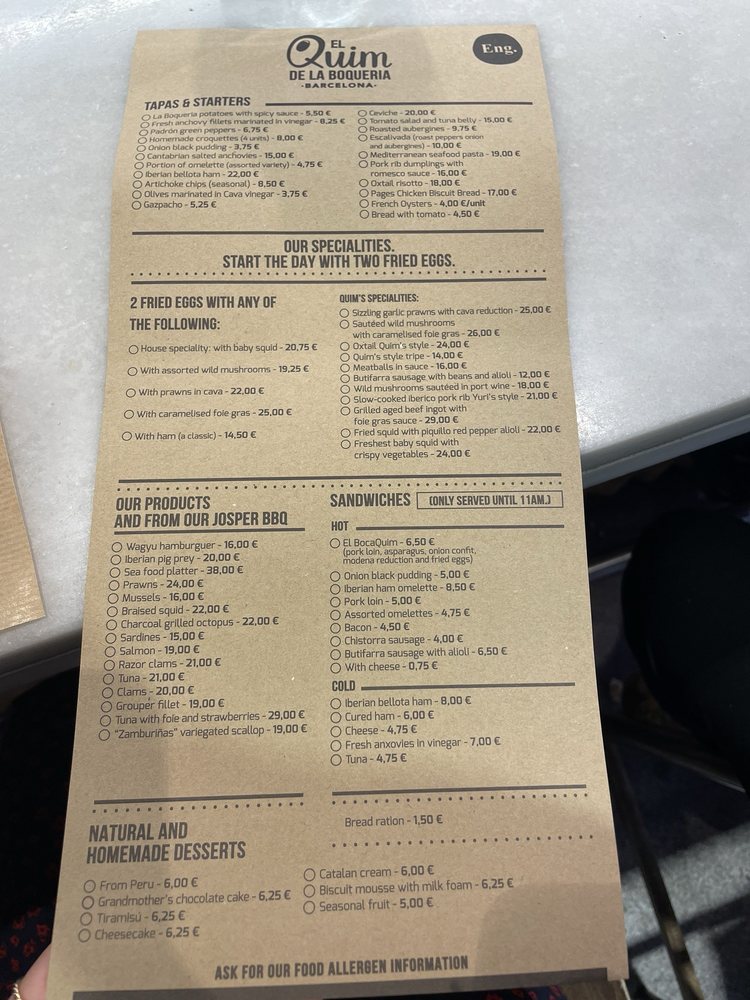 EL
Quim
DE LA BOQUERIA
·BARCELONA·
Eng.
TAPAS & STARTERS
La Boqueria potatoes with spicy sauce - 5,50 €
Fresh anchovy fillets marinated in vinegar - 8,25 €
Padrón green peppers - 6,75 €
Homemade croquettes (4 units) - 8,00 €
Onion black pudding - 3,75 €
Cantabrian salted anchovies - 15,00 €
Portion of omelette (assorted variety) - 4,75 €
Iberian bellota ham - 22,00 €
Artichoke chips (seasonal) - 8,50 €
Olives marinated in Cava vinegar - 3,75 €
Gazpacho - 5,25 €
Ceviche - 20,00 €
Tomato salad and tuna belly - 15,00 €
Roasted aubergines - 9,75 €
Escalivada (roast peppers onion
and aubergines) - 10,00 €
Mediterranean seafood pasta - 19,00 €
Pork rib dumplings with
romesco sauce - 16,00 €
Oxtail risotto - 18,00 €
Pages Chicken Biscuit Bread - 17,00 €
French Oysters - 4,00 €/unit
Bread with tomato - 4,50 €
OUR SPECIALITIES.
START THE DAY WITH TWO FRIED EGGS.
2 FRIED EGGS WITH ANY OF
THE FOLLOWING:
House speciality: with baby squid - 20,75 €
With assorted wild mushrooms - 19,25 €
With prawns in cava - 22,00 €
With caramelised foie gras - 25,00 €
With ham (a classic) - 14,50 €
QUIM'S SPECIALITIES:
Sizzling garlic prawns with cava reduction - 25,00 €
Sautéed wild mushrooms
with caramelised foie gras - 26,00 €
Oxtail Quim's style - 24,00 €
Quim's style tripe - 14,00 €
Meatballs in sauce - 16,00 €
Butifarra sausage with beans and alioli - 12,00 €
Wild mushrooms sautéed in port wine - 18,00 €
Slow-cooked iberico pork rib Yuri's style - 21,00 €
Grilled aged beef ingot with
foie gras sauce - 29,00 €
Fried squid with piquillo red pepper alioli - 22,00 €
Freshest baby squid with
crispy vegetables - 24,00 €
OUR PRODUCTS
AND FROM OUR JOSPER BBQ
Wagyu hamburguer - 16,00 €
Iberian pig prey - 20,00 €
Sea food platter - 38,00 €
Prawns - 24,00 €
Mussels - 16,00 €
Braised squid - 22,00 €
Charcoal grilled octopus - 22,00 €
Sardines - 15,00 €
Salmon - 19,00 €
Razor clams - 21,00 €
Tuna - 21,00 €
Clams - 20,00 €
Grouper fillet - 19,00 €
Tuna with foie and strawberries - 29,00 €
"Zamburiñas" variegated scallop - 19,00 €
SANDWICHES (ONLY SERVED UNTIL 11AM.)
HOT
El BocaQuim - 6,50 €
(pork loin, asparagus, onion confit,
modena reduction and fried eggs)
Onion black pudding - 5,00 €
Iberian ham omelette - 8,50 €
Pork loin - 5,00 €
Assorted omelettes - 4,75 €
Bacon - 4,50 €
Chistorra sausage - 4,00 €
Butifarra sausage with alioli - 6,50 €
With cheese - 0,75 €
COLD
Iberian bellota ham - 8,00 €
Cured ham - 6,00 €
Cheese - 4,75 €
Fresh anxovies in vinegar - 7,00 €
Tuna - 4,75 €
Bread ration - 1,50 €
NATURAL AND
HOMEMADE DESSERTS
From Peru - 6,00 €
Grandmother's chocolate cake - 6,25 €
Tiramisú - 6,25 €
Cheesecake - 6,25 €
Catalan cream - 6,00 €
Biscuit mousse with milk foam - 6,25 €
Seasonal fruit - 5,00 €
ASK FOR OUR FOOD ALLERGEN INFORMATION